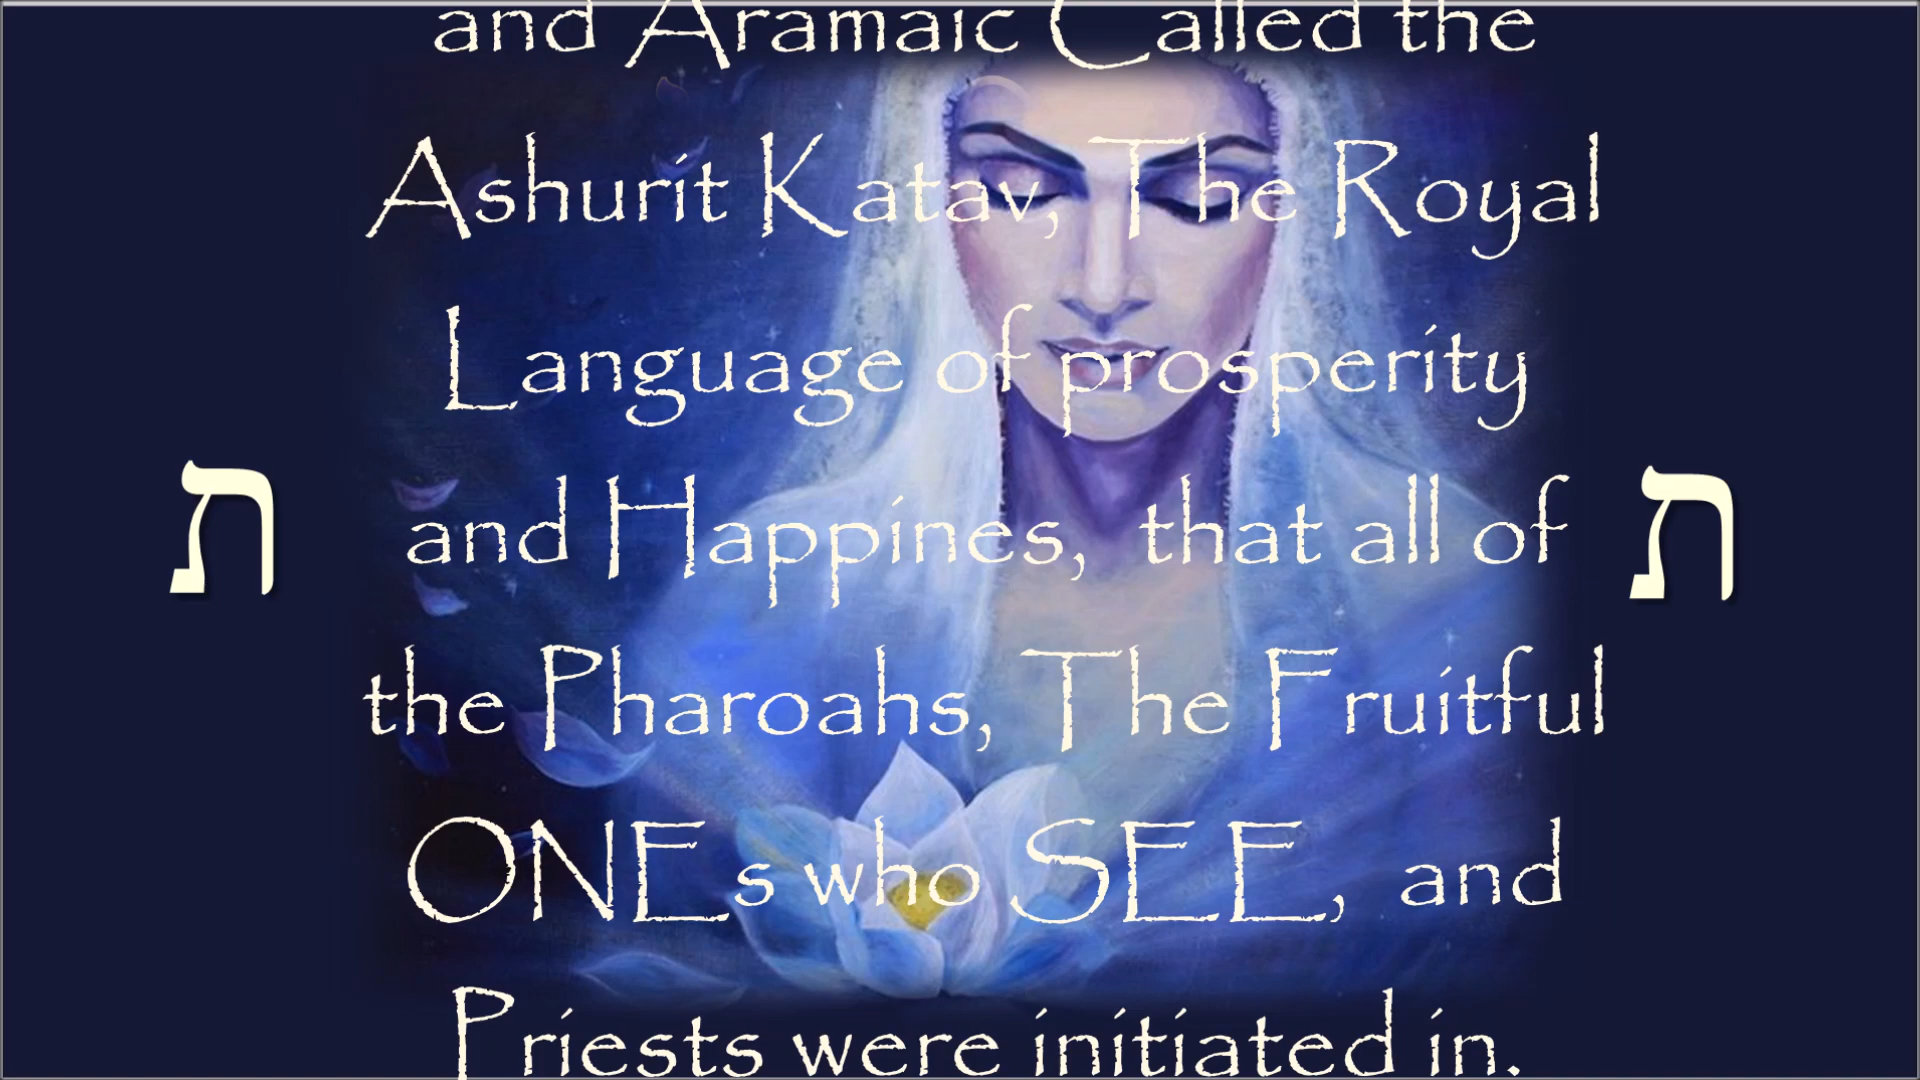 and Aramaic Called the
Ashurit Katav, The Royal
Language of prosperity
and Happines, that all of
the Pharoahs, The Fruitful
ONEs who SEE, and
Priests were initiated in.
ת
ת